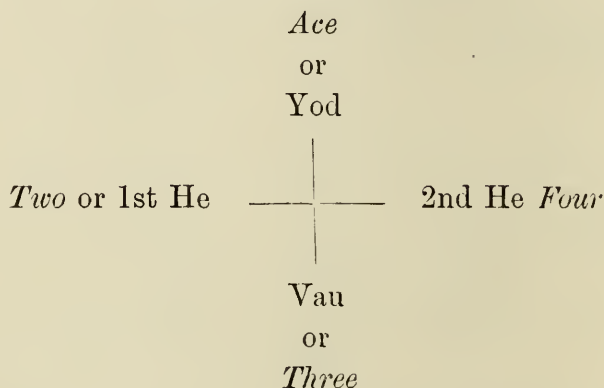 Ace
or
Yod
Two or 1st He 2nd He Four
Vau
or
Three